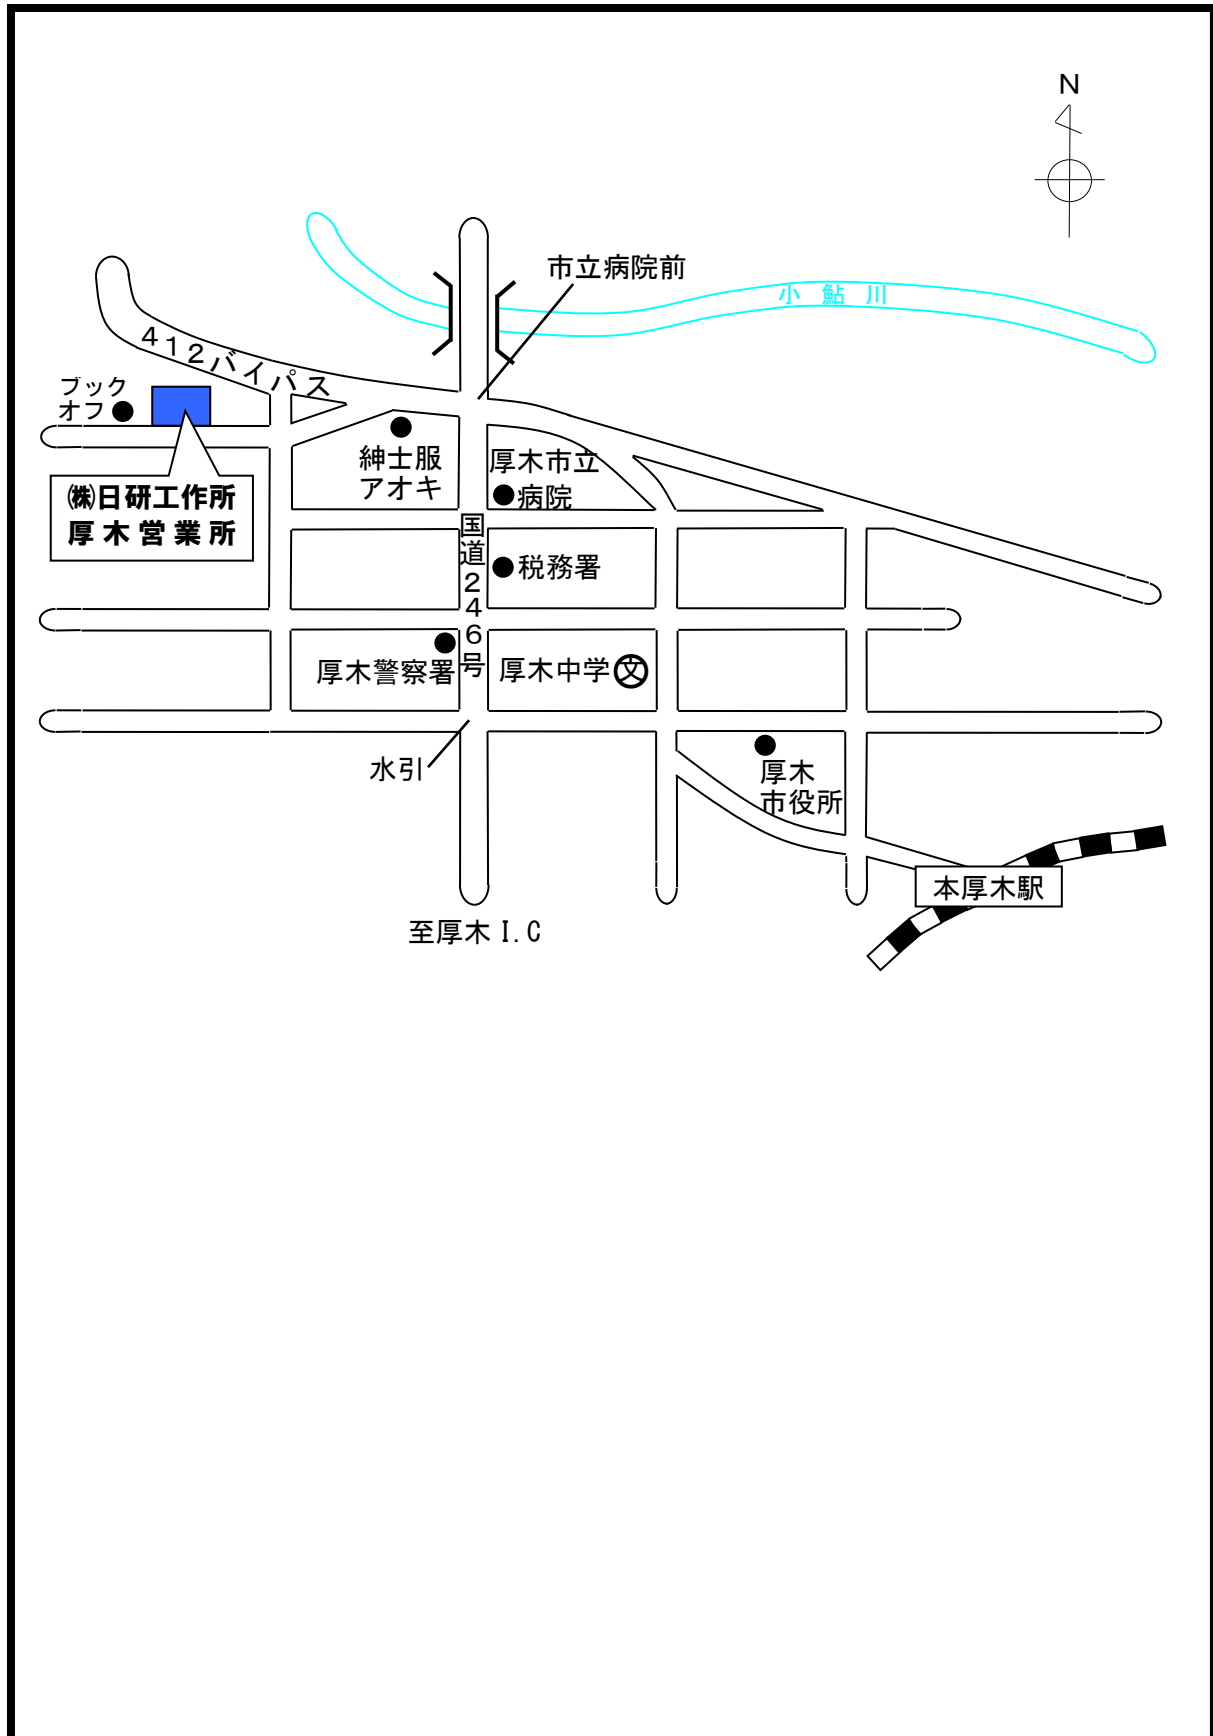 N
市立病院前
小鮎川
412バイパス
ブック
オフ
紳士服
アオキ
厚木市立
病院
㈱日研工作所
厚木営業所
国道246号
税務署
厚木警察署
厚木中学
文
水引
厚木
市役所
本厚木駅
至厚木I.C